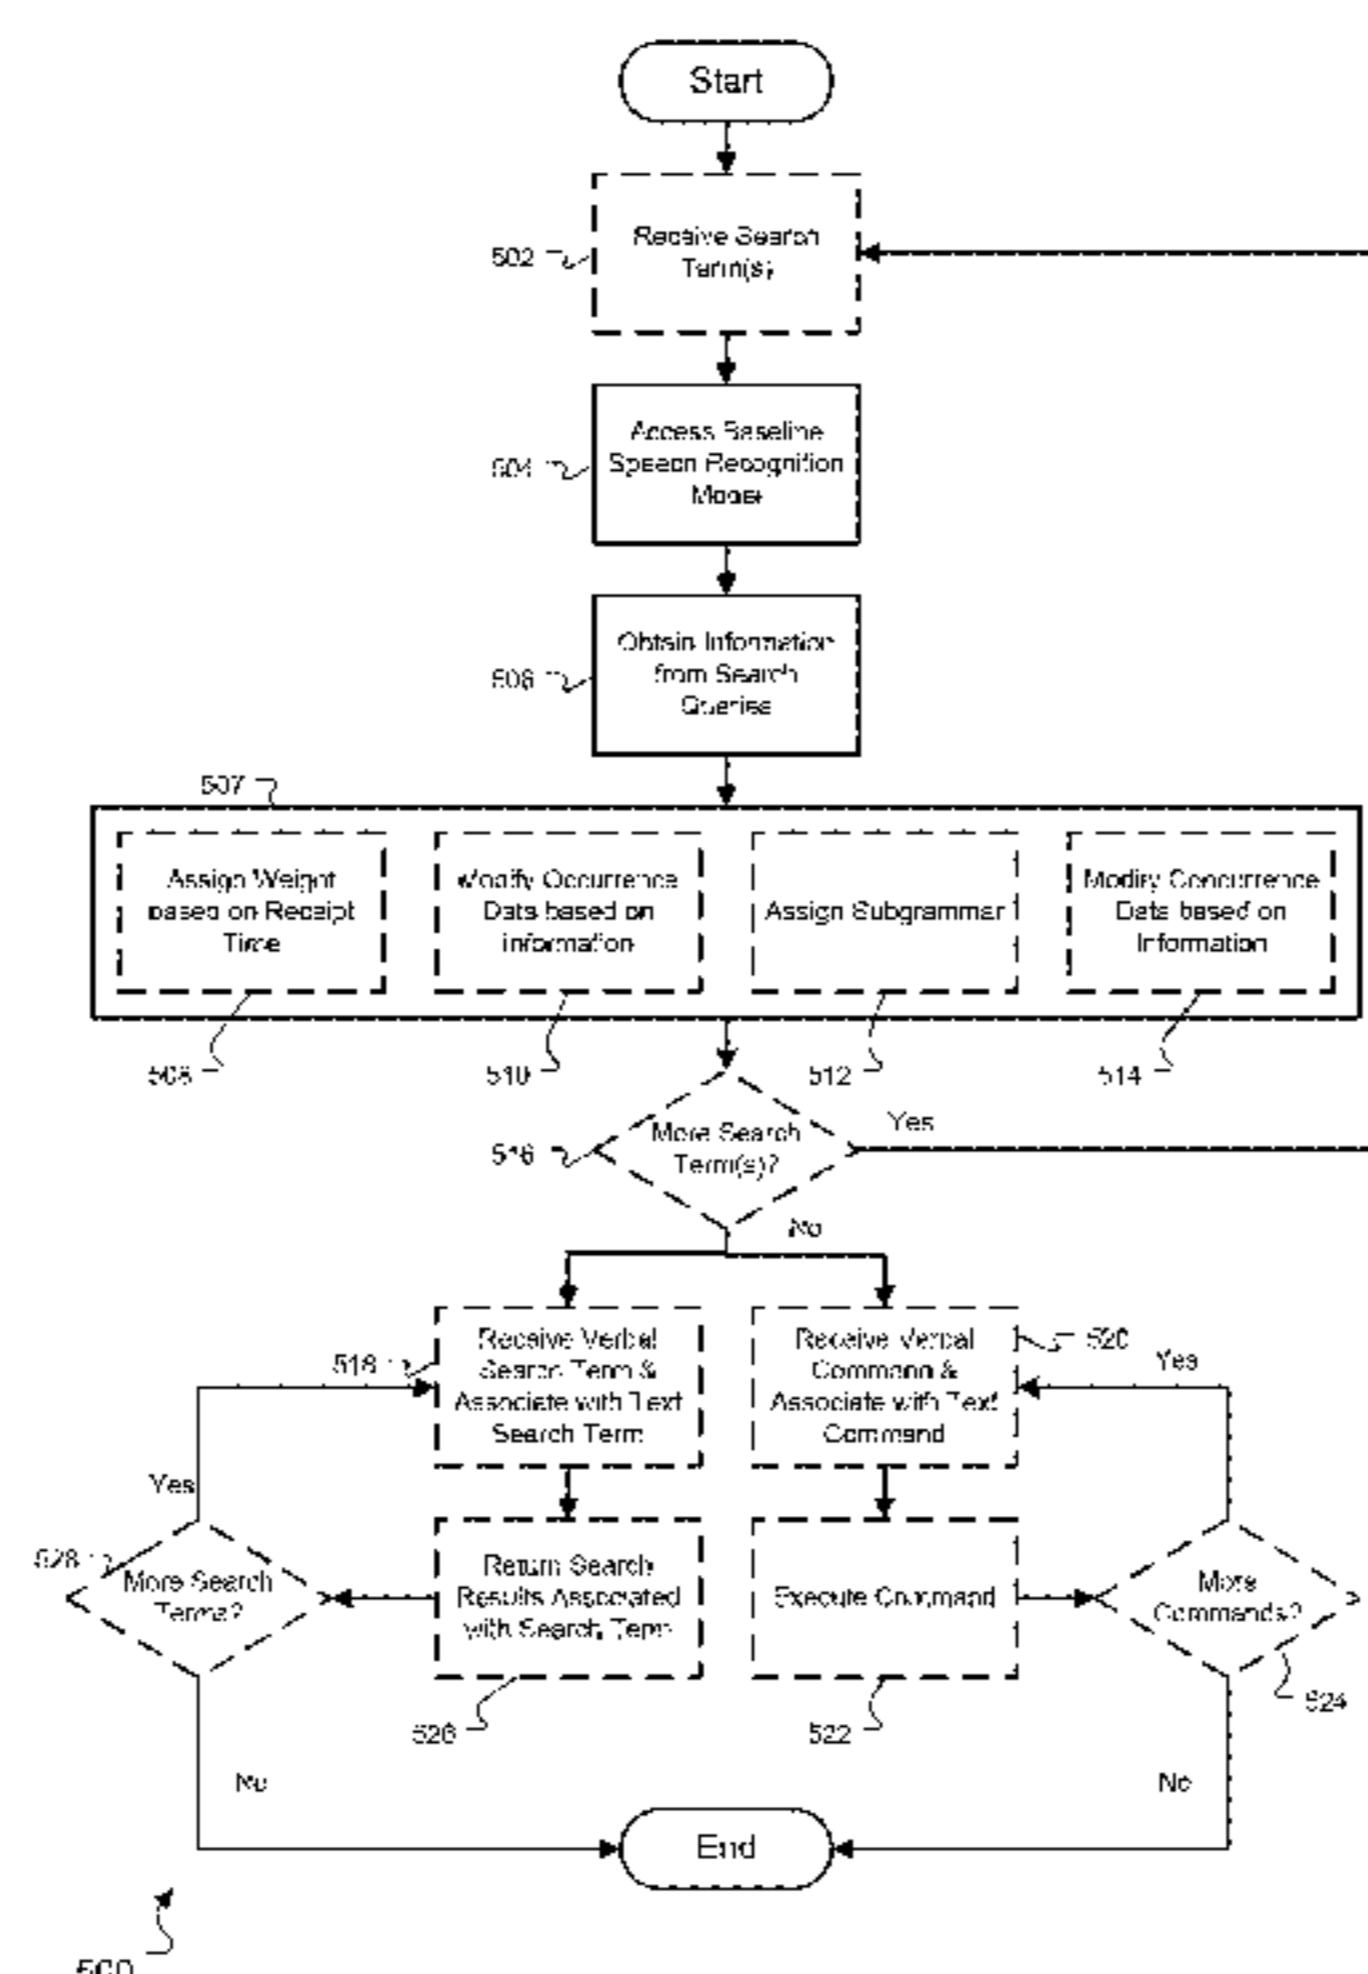 Start
502
Receive Search
Term(s)
504
Access Baseline
Speech Recognition
Model
506
Obtain Information
from Search
Queries
507
Assign Weight
based on Receipt
Time
Modify Occurrence
Data based on
information
Assign Subgrammar
Modify Concurrence
Data based on
Information
508
510
512
514
516
More Search
Term(s)?
Yes
No
518
Receive Verbal
Search Term &
Associate with Text
Search Term
Receive Verbal
Command &
Associate with Text
Command
520
Yes
Yes
528
More Search
Terms?
Return Search
Results Associated
with Search Term
Execute Command
More
Commands?
526
522
524
No
No
End
500